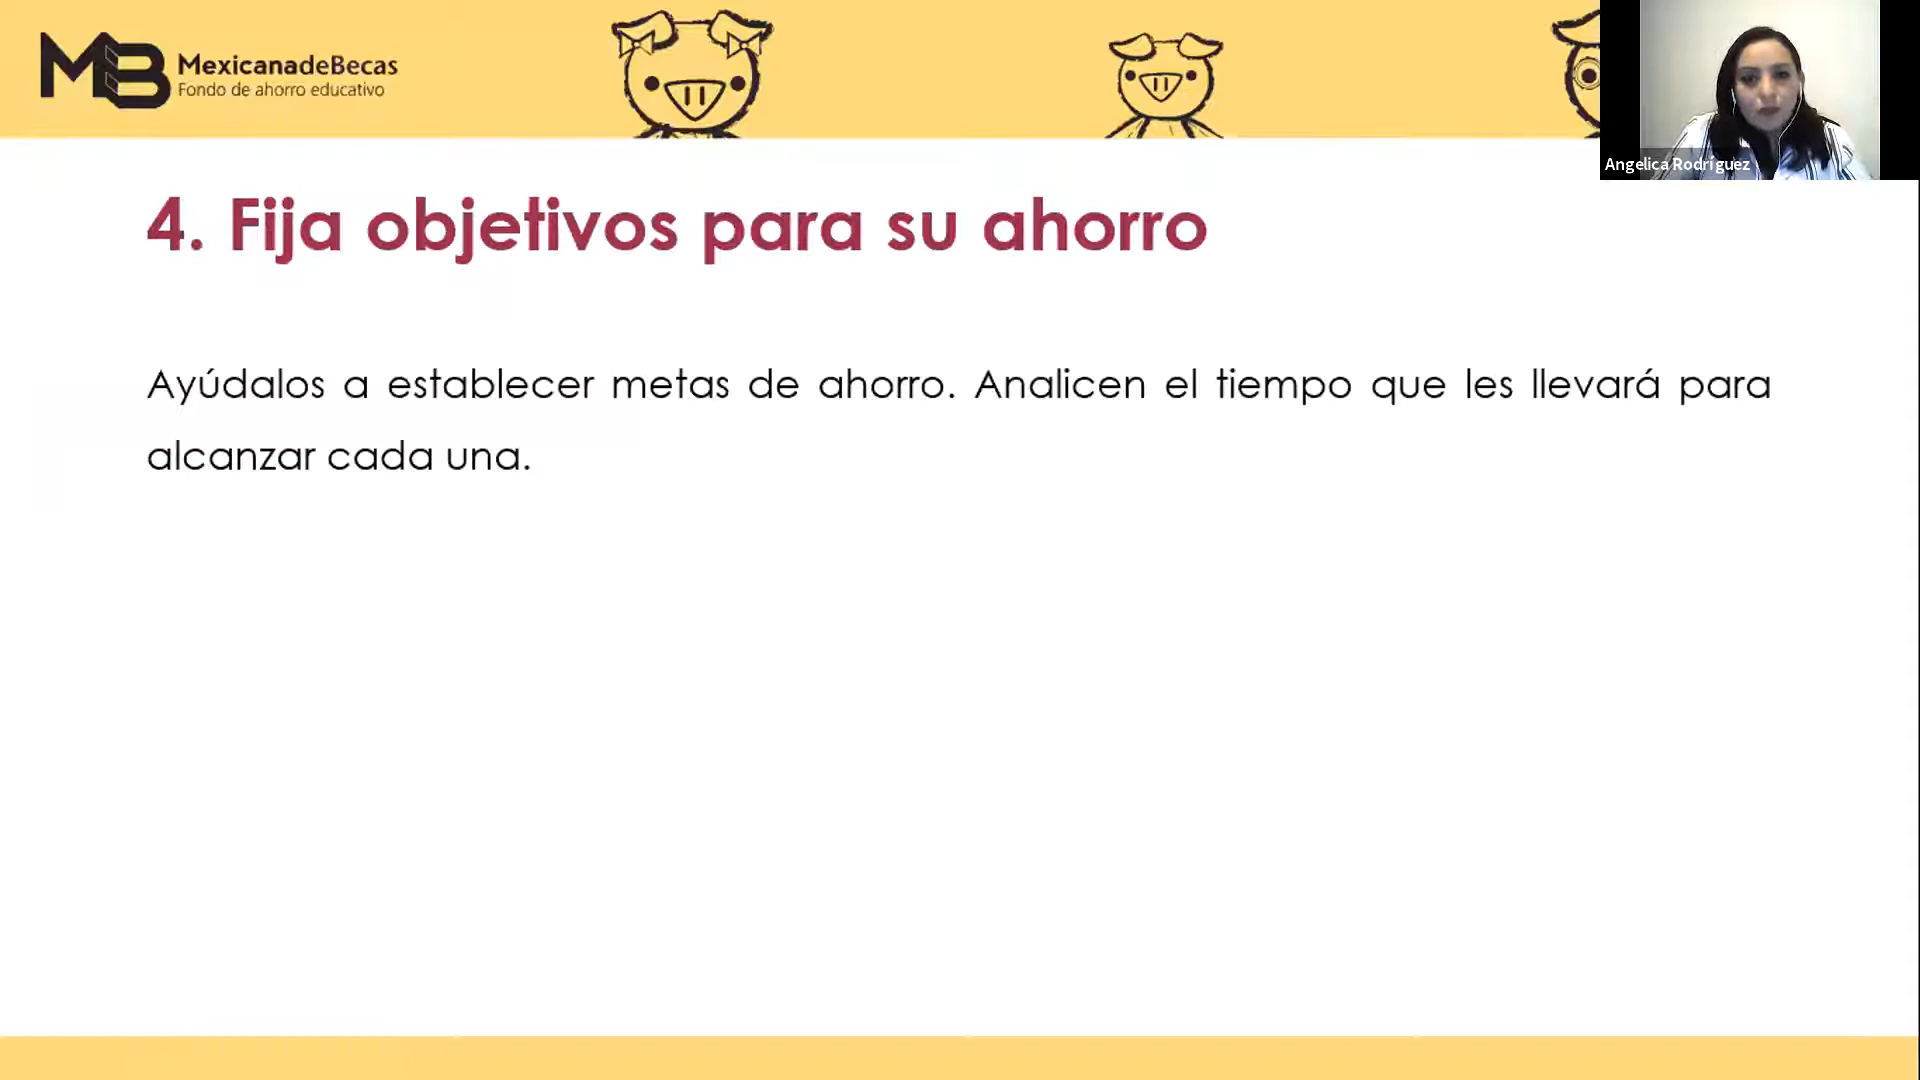 MB MexicanadeBecas
Fondo de ahorro educativo
Angelica Rodríguez
4. Fija objetivos para su ahorro
Ayúdalos a establecer metas de ahorro. Analicen el tiempo que les llevará para
alcanzar cada una.